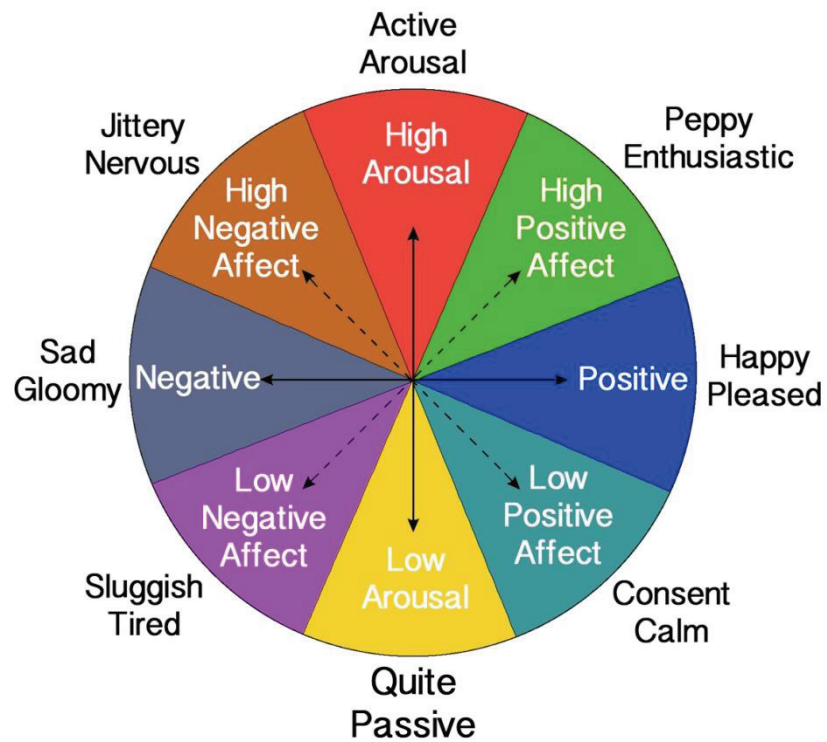 Active
Arousal
Jittery
Nervous
High
Arousal
Peppy
Enthusiastic
High
Negative
Affect
High
Positive
Affect
Sad
Gloomy
Negative
Positive
Happy
Pleased
Low
Negative
Affect
Low
Arousal
Low
Positive
Affect
Sluggish
Tired
Consent
Calm
Quite
Passive